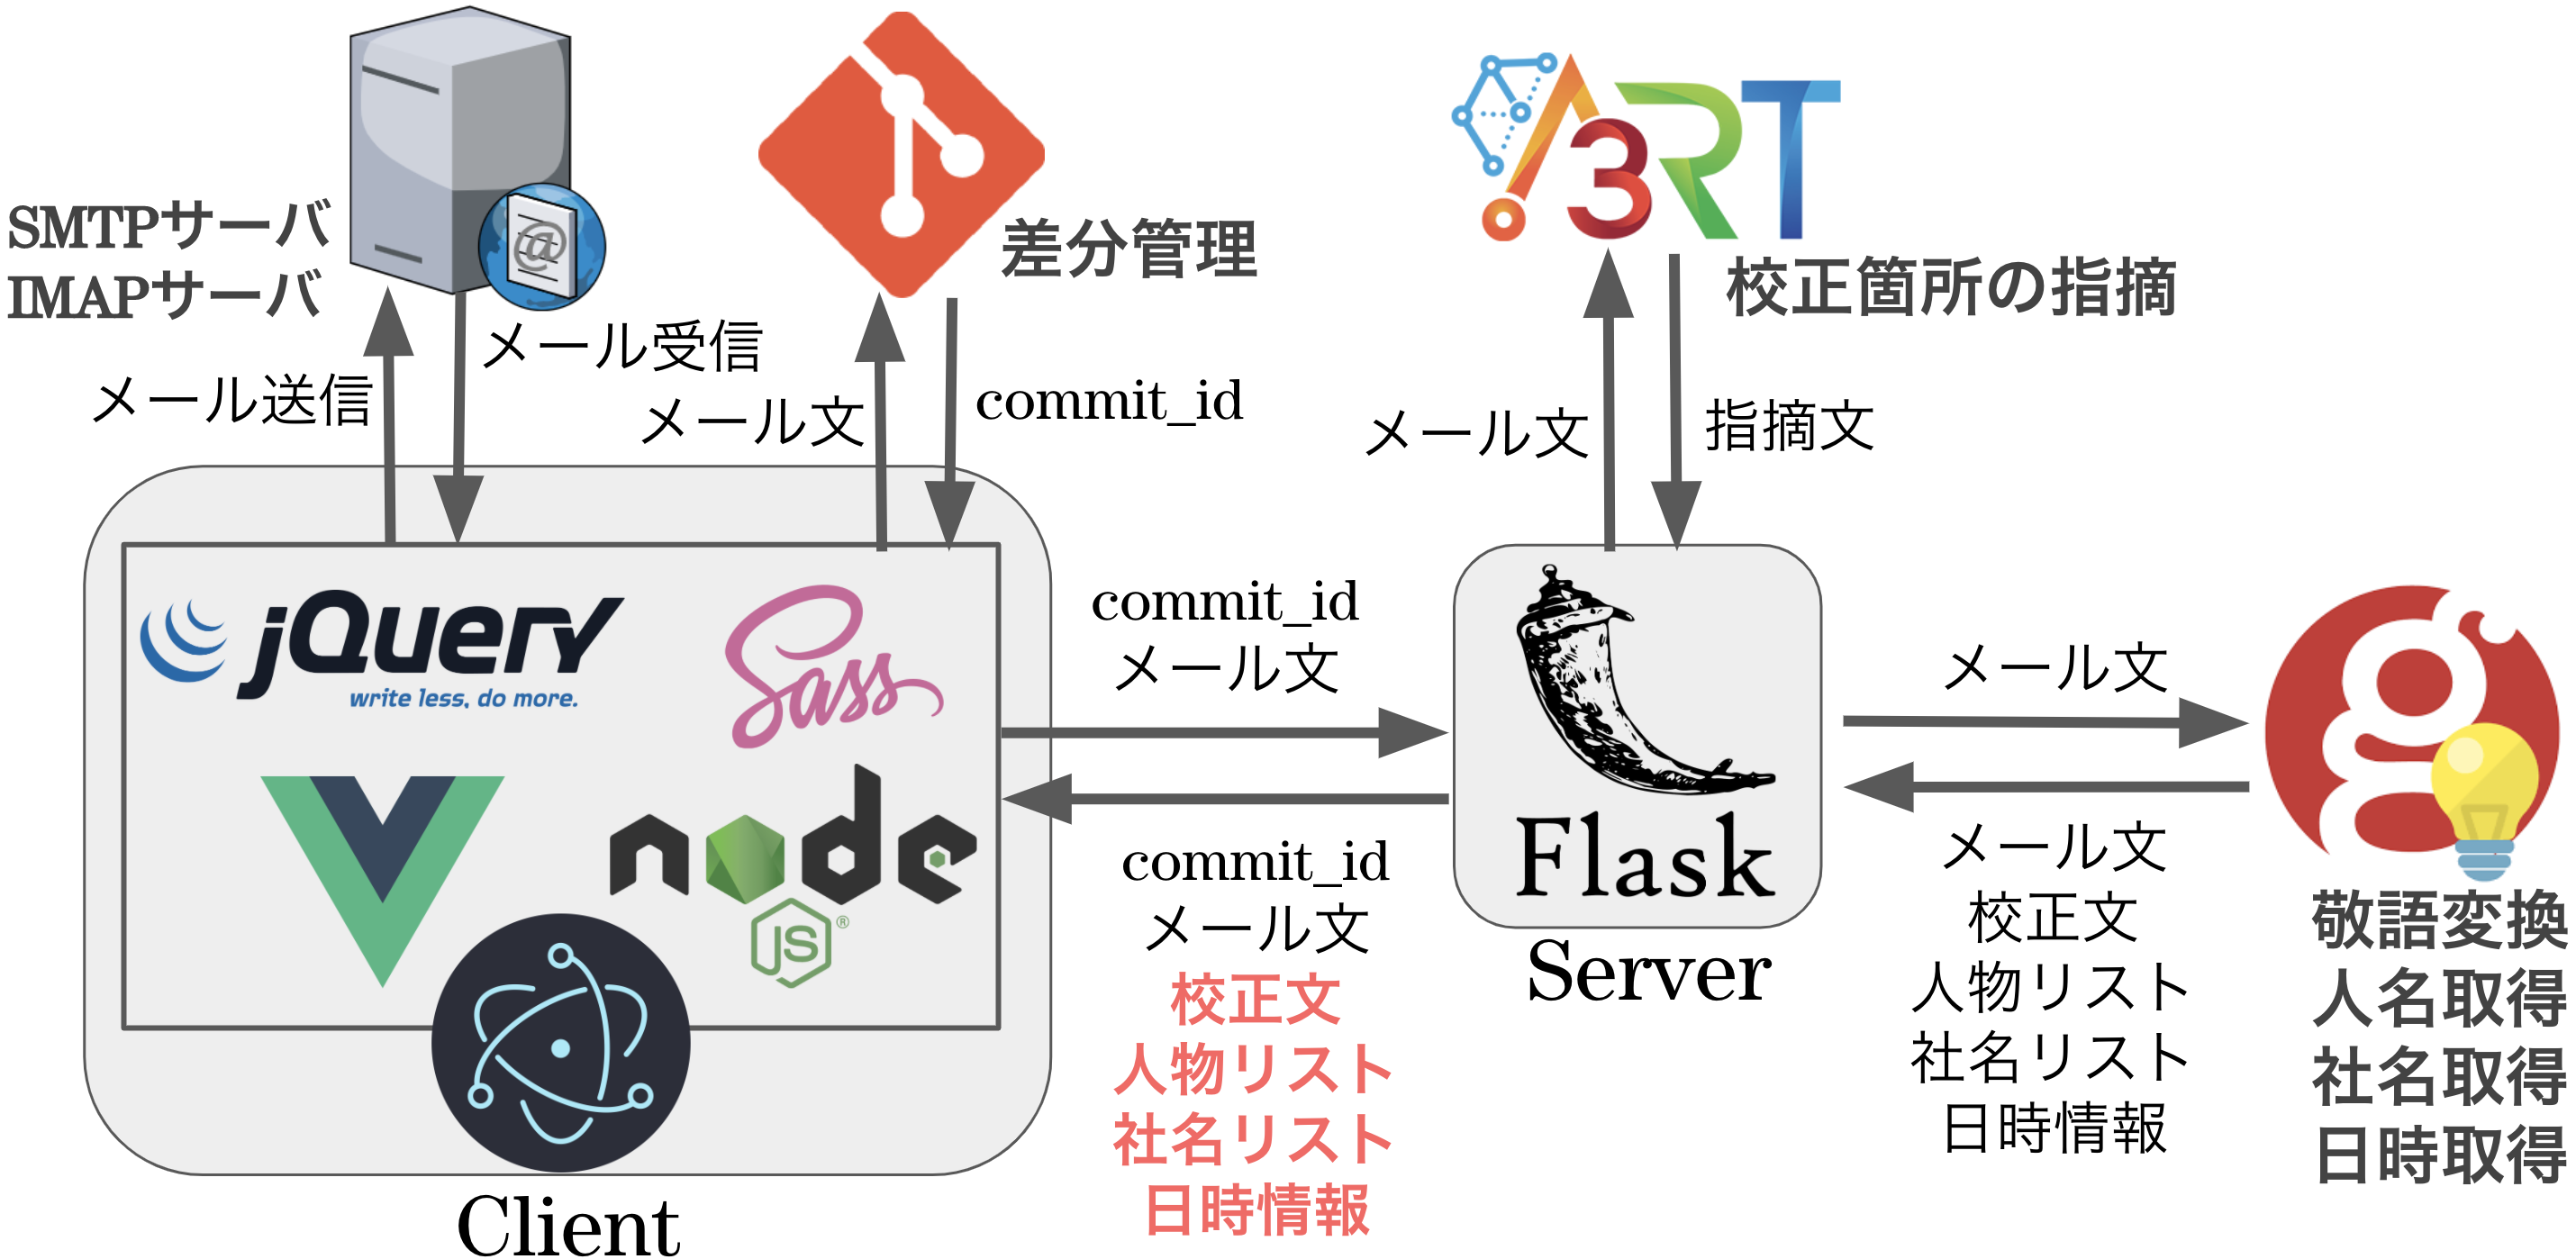 SMTPサーバ
IMAPサーバ
@
差分管理
A3RT
校正箇所の指摘
メール送信
メール受信
メール文
commit_id
メール文
指摘文
jQuery
write less, do more.
Sass
node
JS®
Client
commit_id
メール文
commit_id
メール文
校正文
人物リスト
社名リスト
日時情報
Flask
Server
メール文
メール文
校正文
人物リスト
社名リスト
日時情報
g
敬語変換
人名取得
社名取得
日時取得